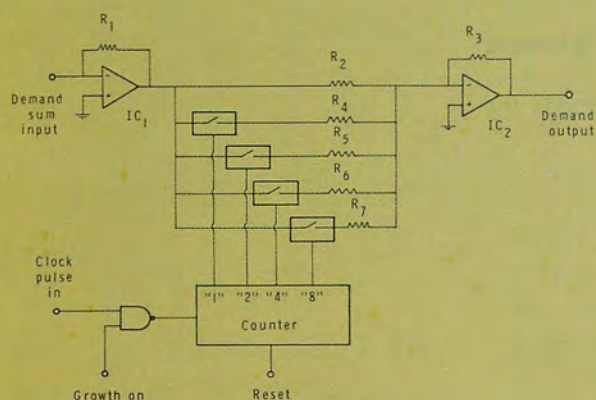 R1
R3
R2
Demand
sum
input
IC1
IC2
Demand
output
R4
R5
R6
R7
Clock
pulse
in
"1" "2" "4" "8"
Counter
Growth on
Reset